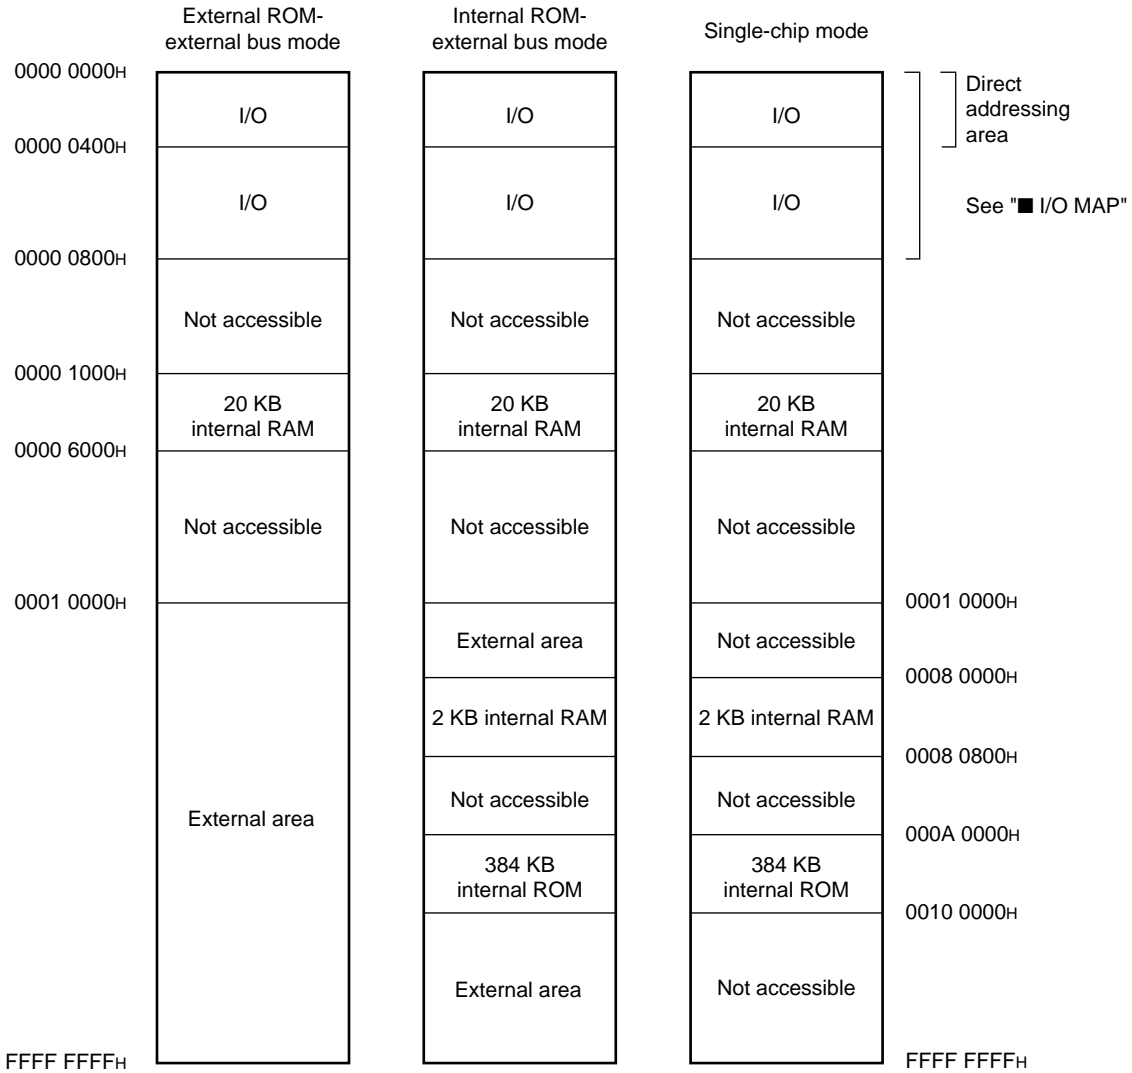 External ROM-
external bus mode
Internal ROM-
external bus mode
Single-chip mode
0000 0000H
0000 0400H
0000 0800H
0000 1000H
0000 6000H
0001 0000H
FFFF FFFFH
I/O
I/O
Not accessible
20 KB
internal RAM
Not accessible
External area
I/O
I/O
Not accessible
20 KB
internal RAM
Not accessible
External area
2 KB internal RAM
Not accessible
384 KB
internal ROM
External area
I/O
I/O
Not accessible
20 KB
internal RAM
Not accessible
Not accessible
2 KB internal RAM
Not accessible
384 KB
internal ROM
Not accessible
Direct
addressing
area
See "■ I/O MAP"
0001 0000H
0008 0000H
0008 0800H
000A 0000H
0010 0000H
FFFF FFFFH